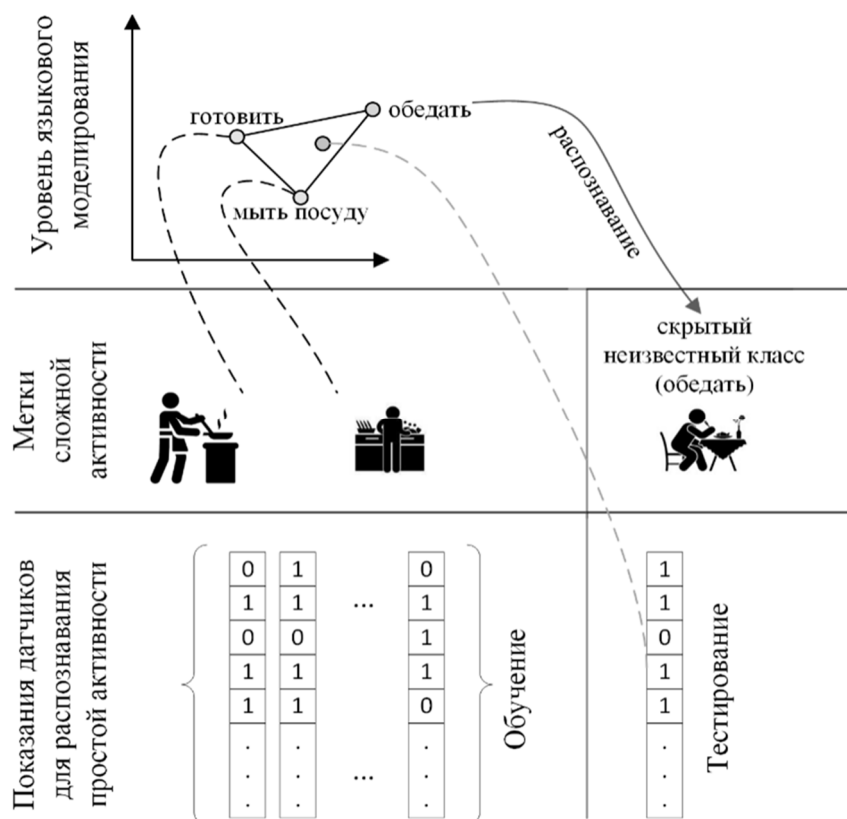 Уровень языкового
моделирования
готовить
обедать
мыть посуду
распознавание
Метки
сложной
активности
скрытый
неизвестный класс
(обедать)
Показания датчиков
для распознавания
простой активности
0 1 0
1 1 ... 1
0 0 1
1 1 1
1 1 0
. . .
. . ... .
. . .
Обучение
1
1
0
1
1
.
.
.
Тестирование